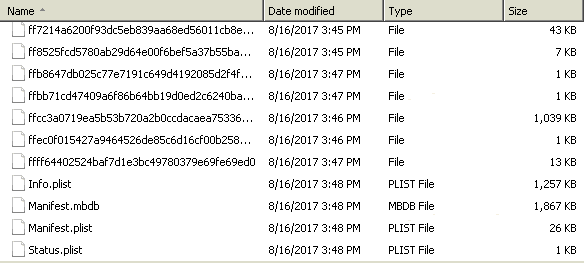 Name Date modified Type Size
ff7214a6200f93dc5eb839aa68ed56011cb8e... 8/16/2017 3:45 PM File 43 KB
ff8525fcd5780ab29d64e00f6bef5a37b55ba... 8/16/2017 3:45 PM File 7 KB
ffb8647db025c77e7191c649d4192085d2f4f... 8/16/2017 3:46 PM File 1 KB
ffbb71cd47409a6f86b64bb19d0ed2c6240ba... 8/16/2017 3:47 PM File 1 KB
ffcc3a0719ea5b53b720a2b0ccdacaea75336... 8/16/2017 3:46 PM File 1,039 KB
ffec0f015427a9464526de85c6d16cf00b258... 8/16/2017 3:46 PM File 1 KB
ffff64402524baf7d1e3bc49780379e69fe69ed0 8/16/2017 3:47 PM File 13 KB
Info.plist 8/16/2017 3:48 PM PLIST File 1,257 KB
Manifest.mbdb 8/16/2017 3:48 PM MBDB File 1,867 KB
Manifest.plist 8/16/2017 3:48 PM PLIST File 26 KB
Status.plist 8/16/2017 3:48 PM PLIST File 1 KB